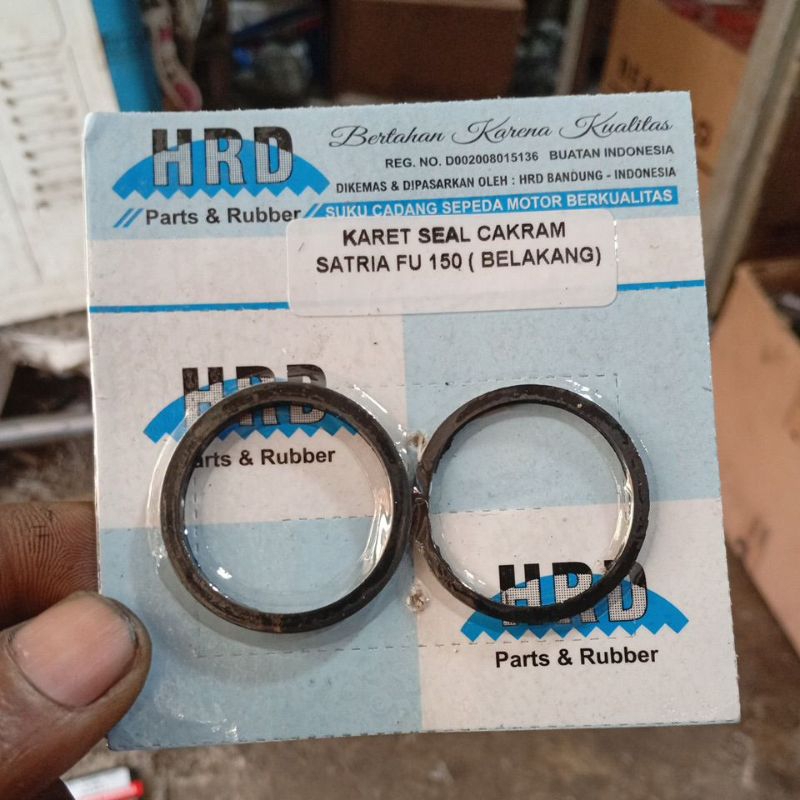 HRD
Parts & Rubber
Bertahan Karena Kualitas
REG. NO. D002008015136 BUATAN INDONESIA
DIKEMAS & DIPASARKAN OLEH : HRD BANDUNG - INDONESIA
SUKU CADANG SEPEDA MOTOR BERKUALITAS
KARET SEAL CAKRAM
SATRIA FU 150 ( BELAKANG)
HRD
arts & Rubber
HRD
Parts & Rubber